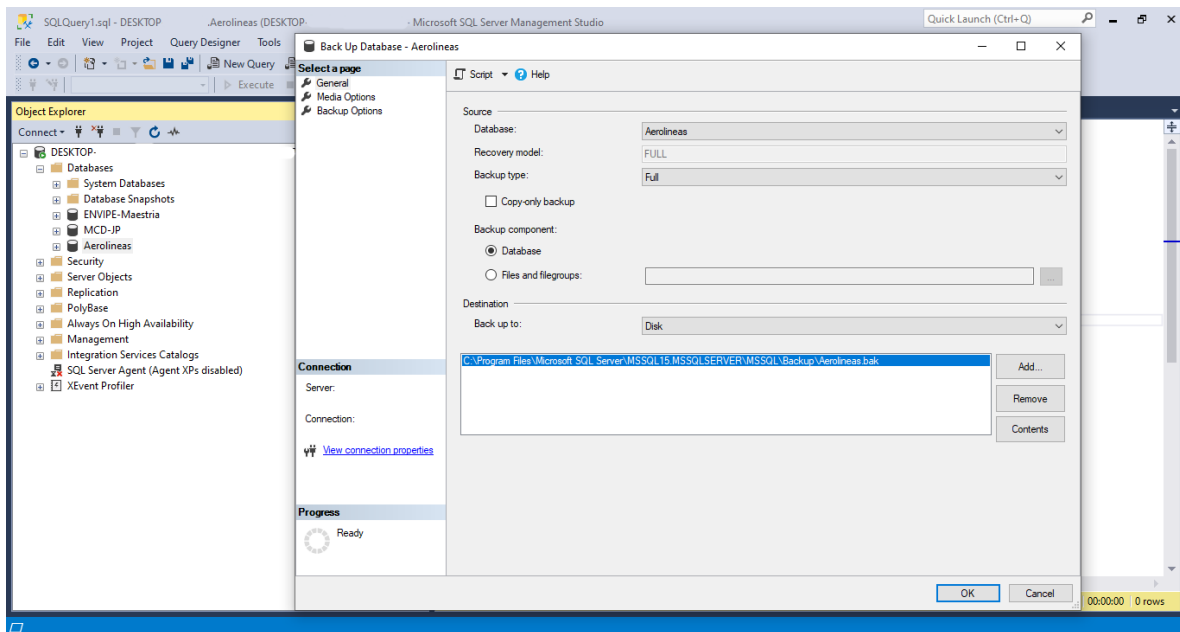 SQLQuery1.sql - DESKTOP .Aerolineas (DESKTOP- - Microsoft SQL Server Management Studio
Quick Launch (Ctrl+Q)
File Edit View Project Query Designer Tools
New Query
Execute
Object Explorer
Connect
DESKTOP-
Databases
System Databases
Database Snapshots
ENVIPE-Maestria
MCD-JP
Aerolineas
Security
Server Objects
Replication
PolyBase
Always On High Availability
Management
Integration Services Catalogs
SQL Server Agent (Agent XPs disabled)
XEvent Profiler
Back Up Database - Aerolineas
Select a page
General
Media Options
Backup Options
Connection
Server:
Connection:
View connection properties
Progress
Ready
Script Help
Source
Database: Aerolineas
Recovery model: FULL
Backup type: Full
Copy-only backup
Backup component:
Database
Files and filegroups: ...
Destination
Back up to: Disk
C:\Program Files\Microsoft SQL Server\MSSQL15.MSSQLSERVER\MSSQL\Backup\Aerolineas.bak
Add...
Remove
Contents
OK Cancel
00:00:00 0 rows